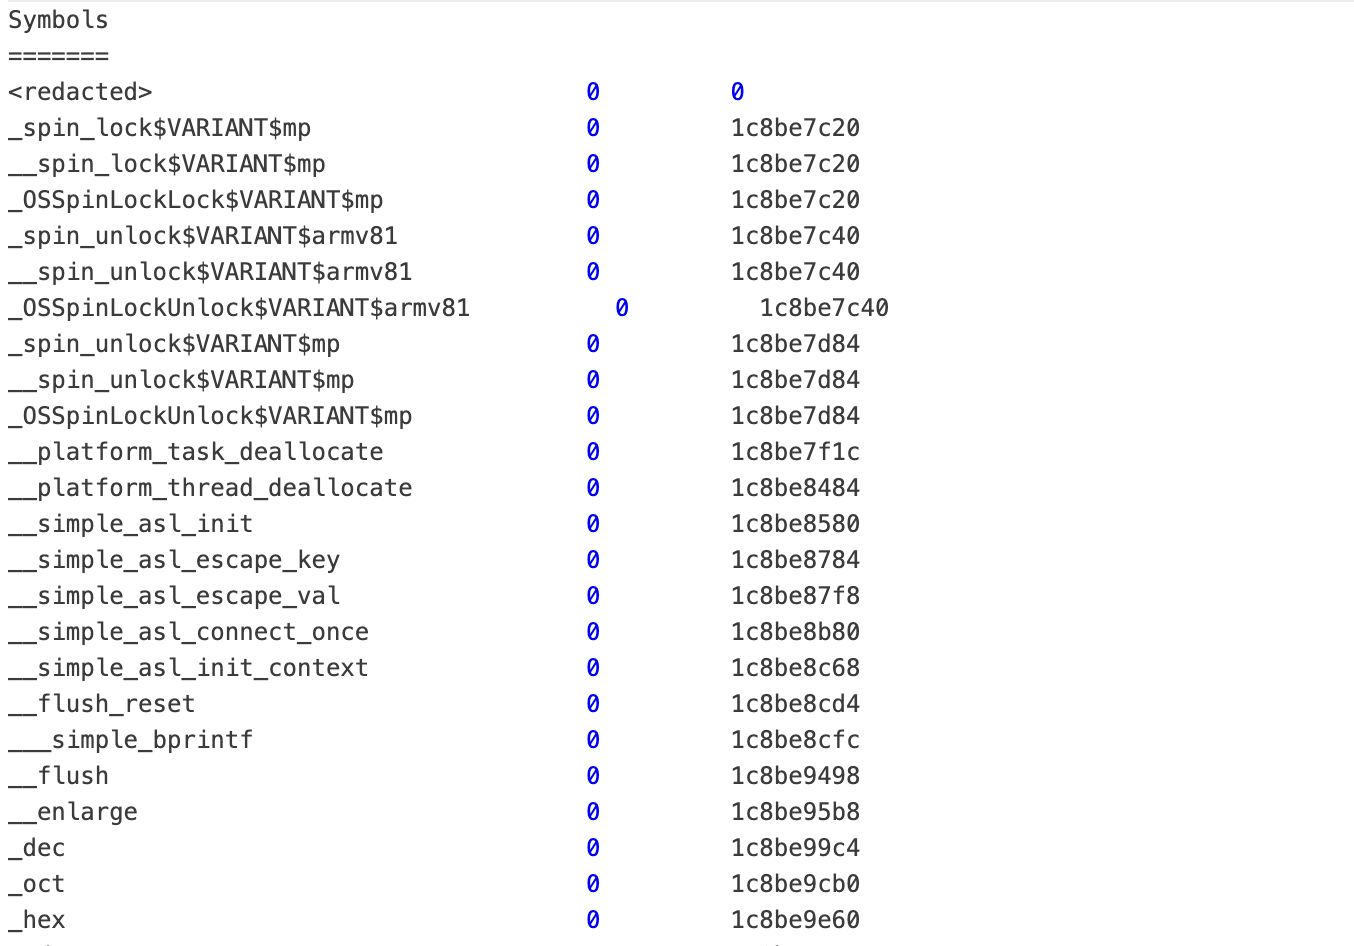 Symbols
=======
<redacted> 0 0
_spin_lock$VARIANT$mp 0 1c8be7c20
__spin_lock$VARIANT$mp 0 1c8be7c20
_OSSpinLockLock$VARIANT$mp 0 1c8be7c20
_spin_unlock$VARIANT$armv81 0 1c8be7c40
__spin_unlock$VARIANT$armv81 0 1c8be7c40
_OSSpinLockUnlock$VARIANT$armv81 0 1c8be7c40
_spin_unlock$VARIANT$mp 0 1c8be7d84
__spin_unlock$VARIANT$mp 0 1c8be7d84
_OSSpinLockUnlock$VARIANT$mp 0 1c8be7d84
__platform_task_deallocate 0 1c8be7f1c
__platform_thread_deallocate 0 1c8be8484
__simple_asl_init 0 1c8be8580
__simple_asl_escape_key 0 1c8be8784
__simple_asl_escape_val 0 1c8be87f8
__simple_asl_connect_once 0 1c8be8b80
__simple_asl_init_context 0 1c8be8c68
__flush_reset 0 1c8be8cd4
___simple_bprintf 0 1c8be8cfc
__flush 0 1c8be9498
__enlarge 0 1c8be95b8
_dec 0 1c8be99c4
_oct 0 1c8be9cb0
_hex 0 1c8be9e60